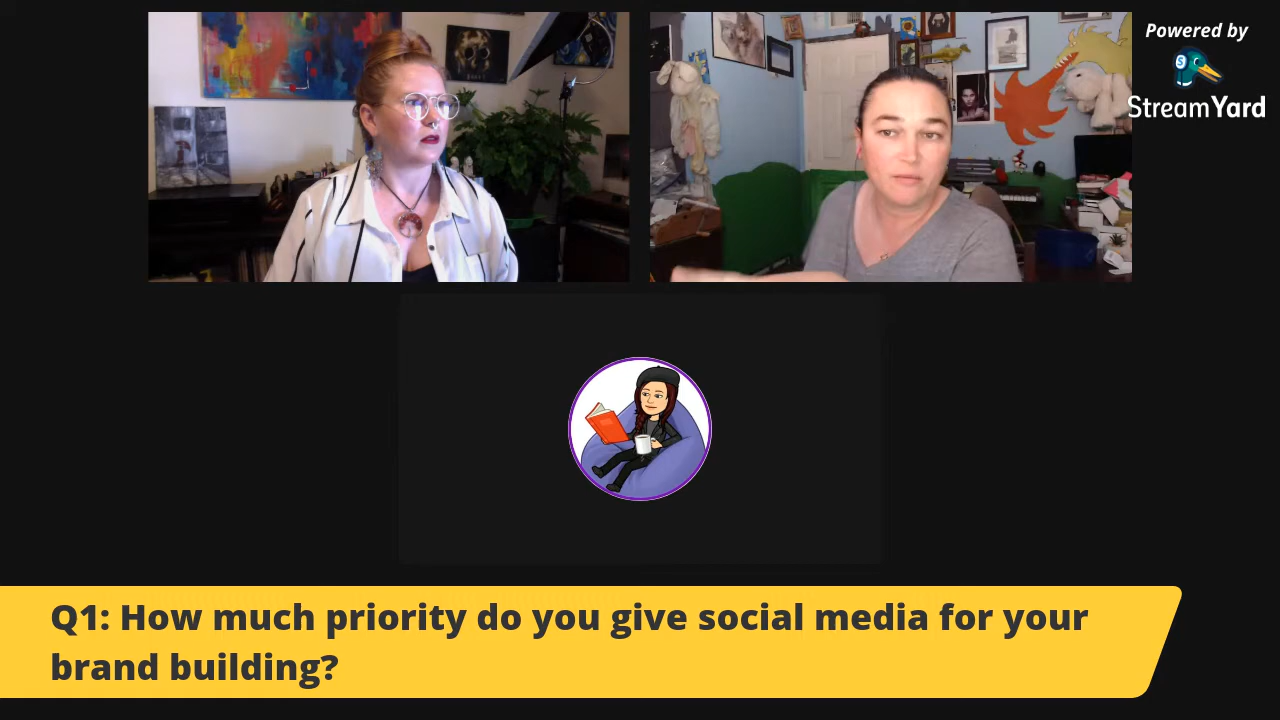 Powered by
StreamYard
Q1: How much priority do you give social media for your
brand building?